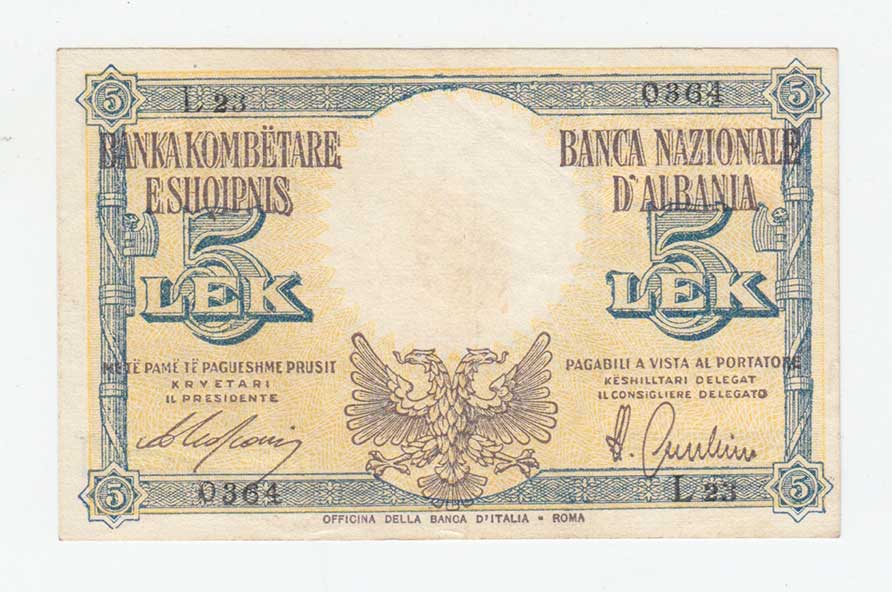 5 L 23 0364 5
BANKA KOMBËTARE
E SHQIPNIS
BANCA NAZIONALE
D'ALBANIA
5
LEK
5
LEK
ME TË PAMË TË PAGUESHME PRUSIT
KRYETARI
IL PRESIDENTE
PAGABILI A VISTA AL PORTATORE
KËSHILLTARI DELEGAT
IL CONSIGLIERE DELEGATO
5 0364 L 23 5
OFFICINA DELLA BANCA D'ITALIA - ROMA